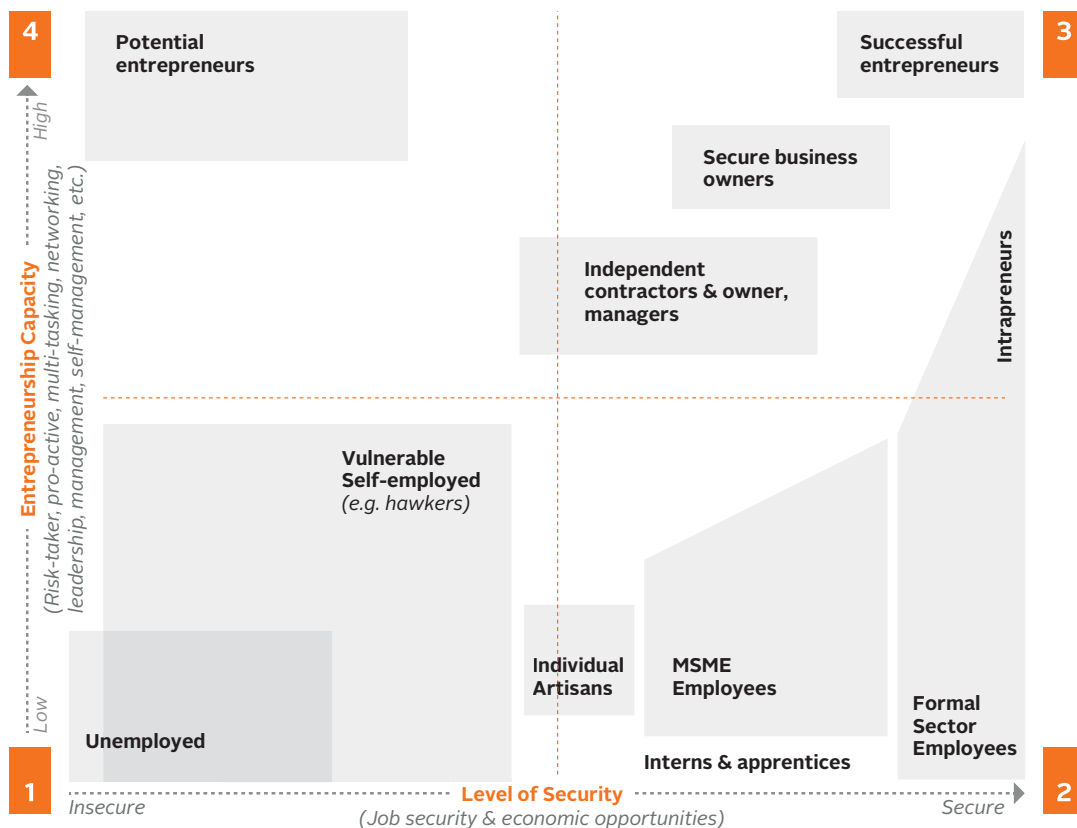 4
Potential
entrepreneurs
Successful
entrepreneurs
3
High
Secure business
owners
Independent
contractors & owner,
managers
Intrapreneurs
Entrepreneurship Capacity
(Risk-taker, pro-active, multi-tasking, networking,
leadership, management, self-management, etc.)
Vulnerable
Self-employed
(e.g. hawkers)
Individual
Artisans
MSME
Employees
Formal
Sector
Employees
Low
Unemployed
Interns & apprentices
1
Insecure
Level of Security
(Job security & economic opportunities)
Secure
2